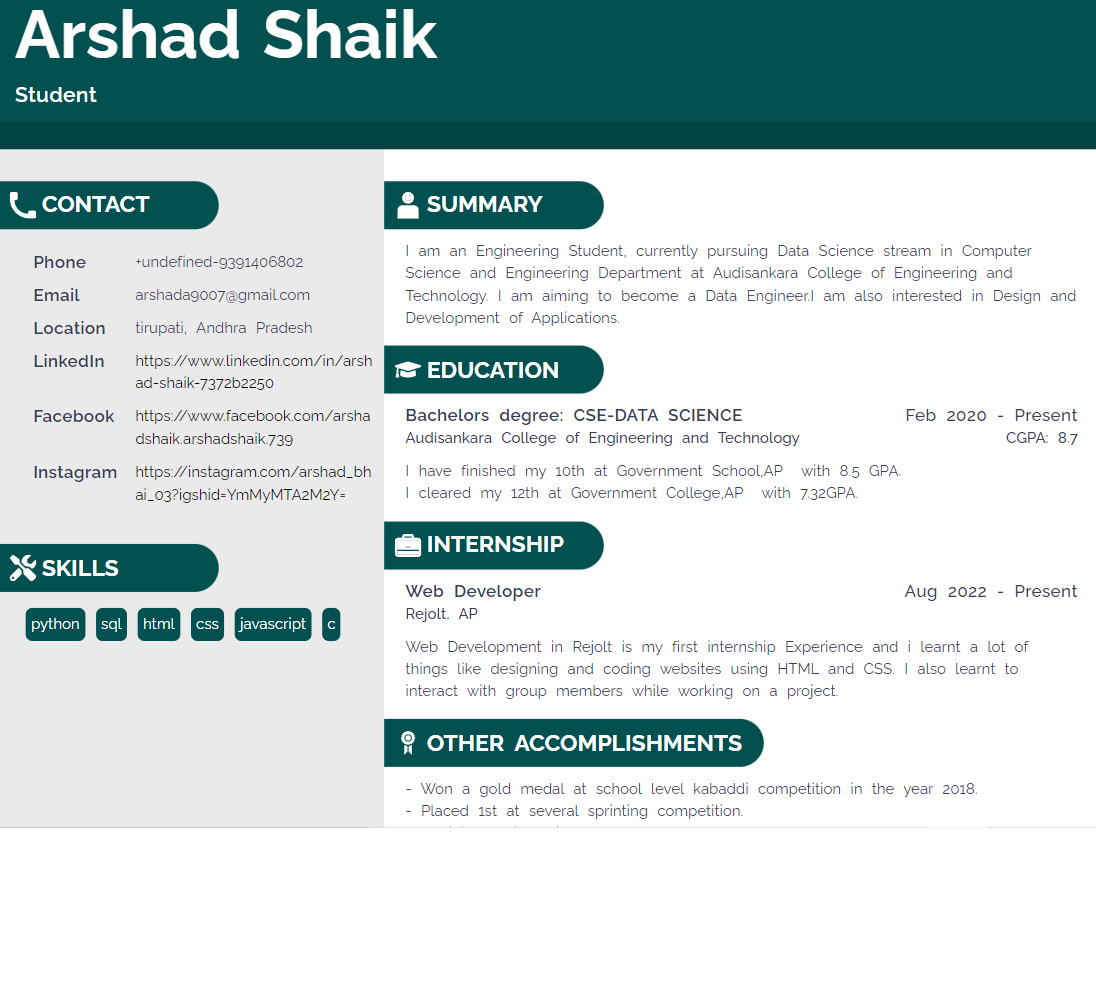 Arshad Shaik
Student
CONTACT
Phone +undefined-9391406802
Email arshada9007@gmail.com
Location tirupati, Andhra Pradesh
LinkedIn https://www.linkedin.com/in/arsh
ad-shaik-7372b2250
Facebook https://www.facebook.com/arsha
dshaik.arshadshaik.739
Instagram https://instagram.com/arshad_bh
ai_03?igshid=YmMyMTA2M2Y=
SKILLS
python sql html css javascript c
SUMMARY
I am an Engineering Student, currently pursuing Data Science stream in Computer
Science and Engineering Department at Audisankara College of Engineering and
Technology. I am aiming to become a Data Engineer.I am also interested in Design and
Development of Applications.
EDUCATION
Bachelors degree: CSE-DATA SCIENCE Feb 2020 - Present
Audisankara College of Engineering and Technology CGPA: 8.7
I have finished my 10th at Government School,AP with 8.5 GPA.
I cleared my 12th at Government College,AP with 7.32GPA.
INTERNSHIP
Web Developer Aug 2022 - Present
Rejolt, AP
Web Development in Rejolt is my first internship Experience and i learnt a lot of
things like designing and coding websites using HTML and CSS. I also learnt to
interact with group members while working on a project.
OTHER ACCOMPLISHMENTS
- Won a gold medal at school level kabaddi competition in the year 2018.
- Placed 1st at several sprinting competition.